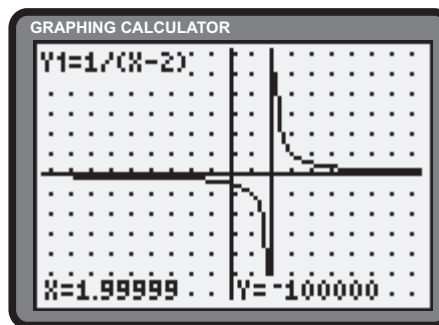 GRAPHING CALCULATOR
Y1=1/(X-2)
X=1.99999 Y=-100000